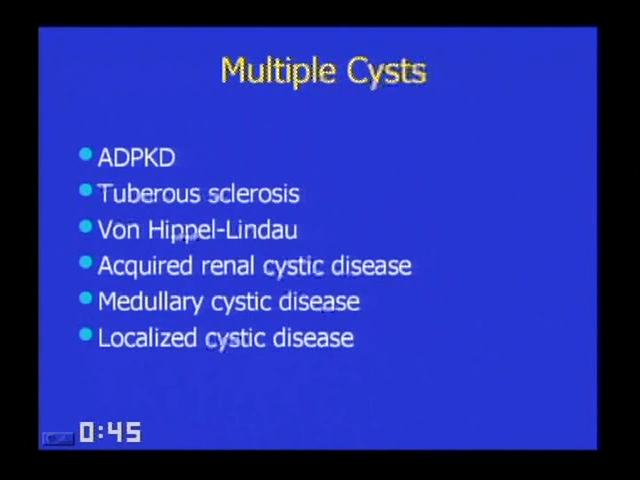 Multiple Cysts
ADPKD
Tuberous sclerosis
Von Hippel-Lindau
Acquired renal cystic disease
Medullary cystic disease
Localized cystic disease
0:45